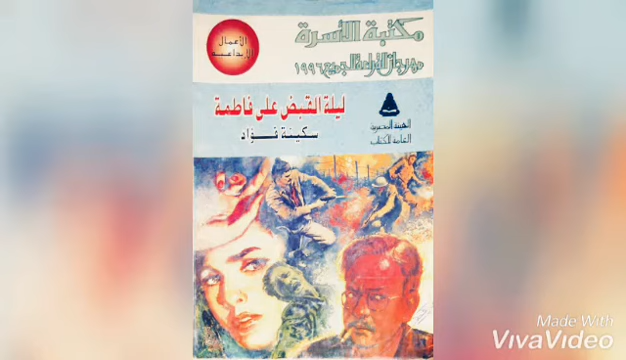 مكتبة الأسرة
مهرجان القراءة للجميع ١٩٩٦
الأعمال
الإبداعية
ليلة القبض على فاطمة
سكينة فؤاد
الهيئة المصرية
العامة للكتاب
Made With
VivaVideo